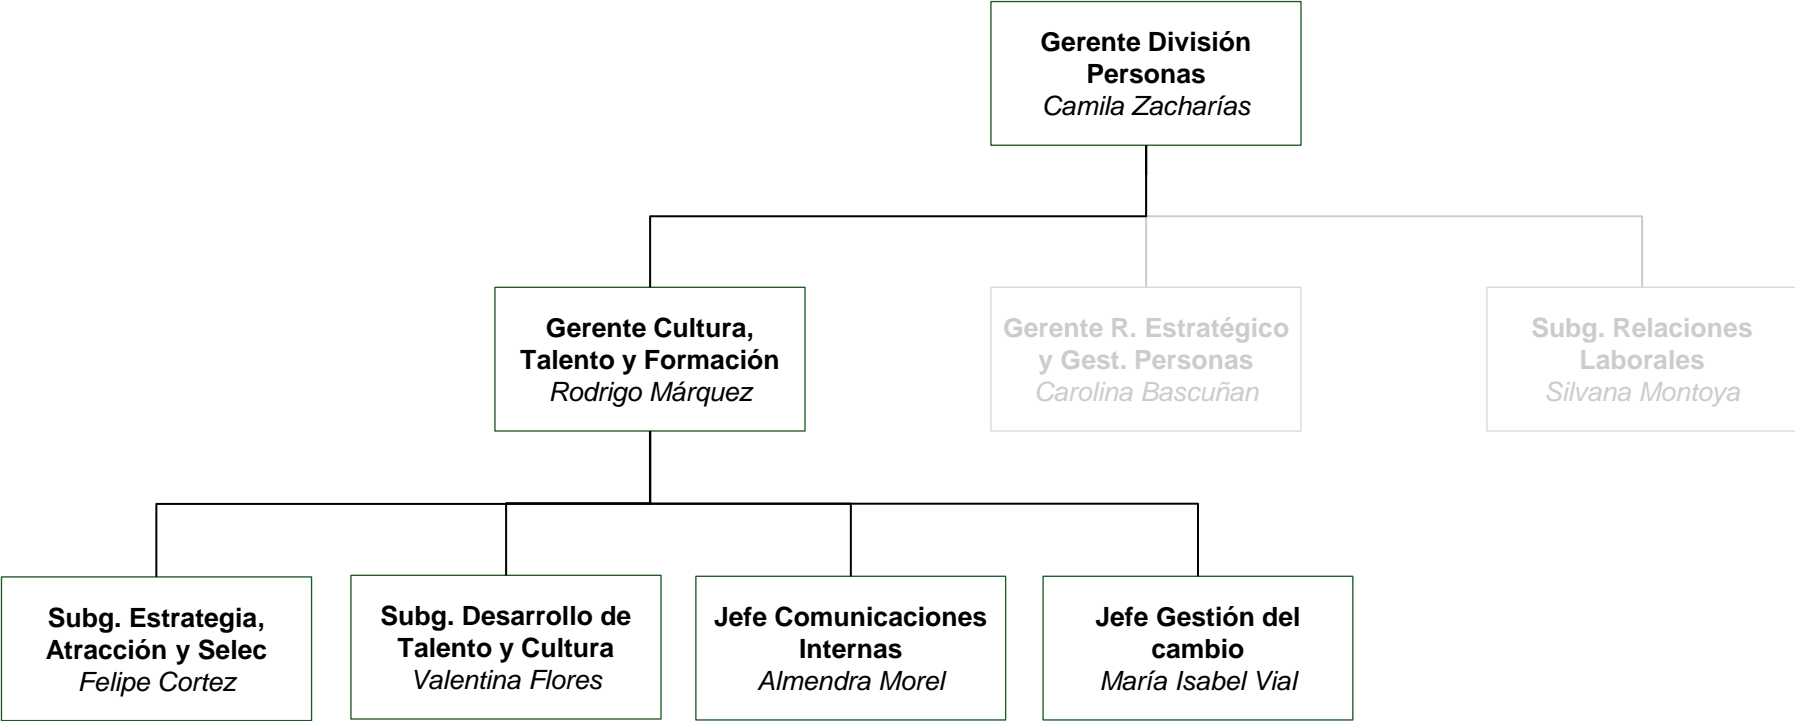 Gerente División
Personas
Camila Zacharías
Gerente Cultura,
Talento y Formación
Rodrigo Márquez
Gerente R. Estratégico
y Gest. Personas
Carolina Bascuñan
Subg. Relaciones
Laborales
Silvana Montoya
Subg. Estrategia,
Atracción y Selec
Felipe Cortez
Subg. Desarrollo de
Talento y Cultura
Valentina Flores
Jefe Comunicaciones
Internas
Almendra Morel
Jefe Gestión del
cambio
María Isabel Vial